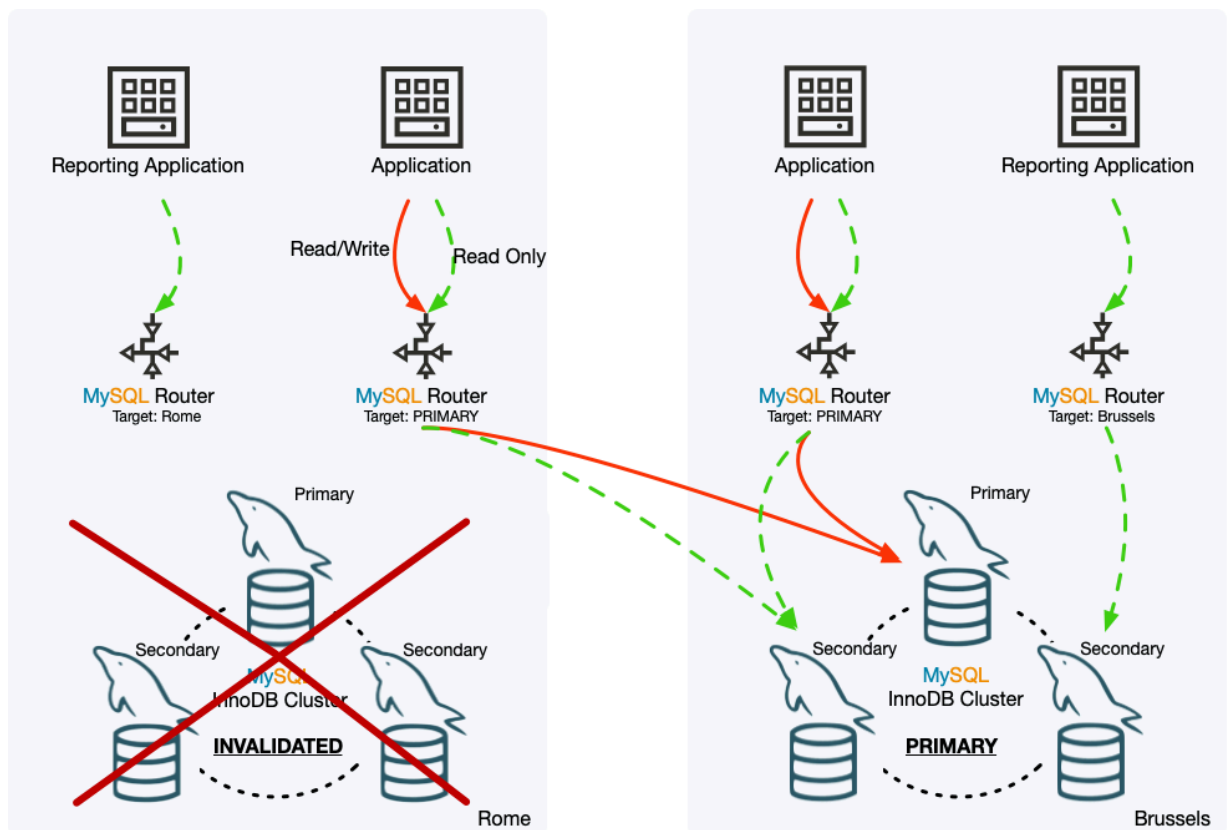 Reporting Application
Application
Read/Write
Read Only
MySQL Router
Target: Rome
MySQL Router
Target: PRIMARY
Primary
Secondary
Secondary
MySQL
InnoDB Cluster
INVALIDATED
Rome
Application
Reporting Application
MySQL Router
Target: PRIMARY
MySQL Router
Target: Brussels
Primary
Secondary
Secondary
MySQL
InnoDB Cluster
PRIMARY
Brussels